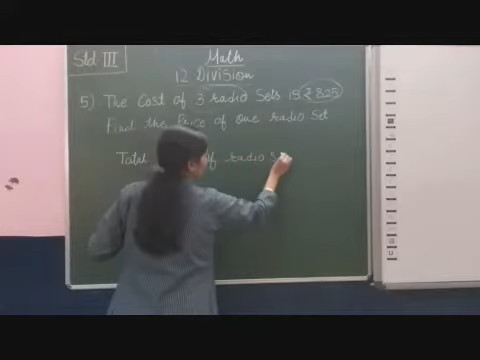 Std III
Math
12 Division
5) The Cost of 3 radio Sets is ₹ 825
Find the Price of one radio Set
Total of radio S